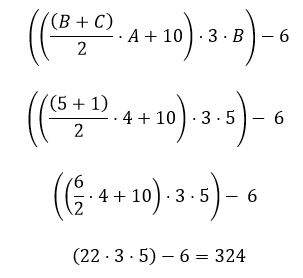 (((B + C)/2 · A + 10) · 3 · B) − 6
(((5 + 1)/2 · 4 + 10) · 3 · 5) − 6
((6/2 · 4 + 10) · 3 · 5) − 6
(22 · 3 · 5) − 6 = 324